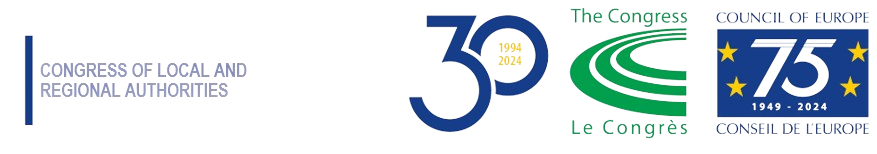 CONGRESS OF LOCAL AND
REGIONAL AUTHORITIES
30
1994
2024
The Congress
Le Congrès
COUNCIL OF EUROPE
75
1949 - 2024
CONSEIL DE L'EUROPE